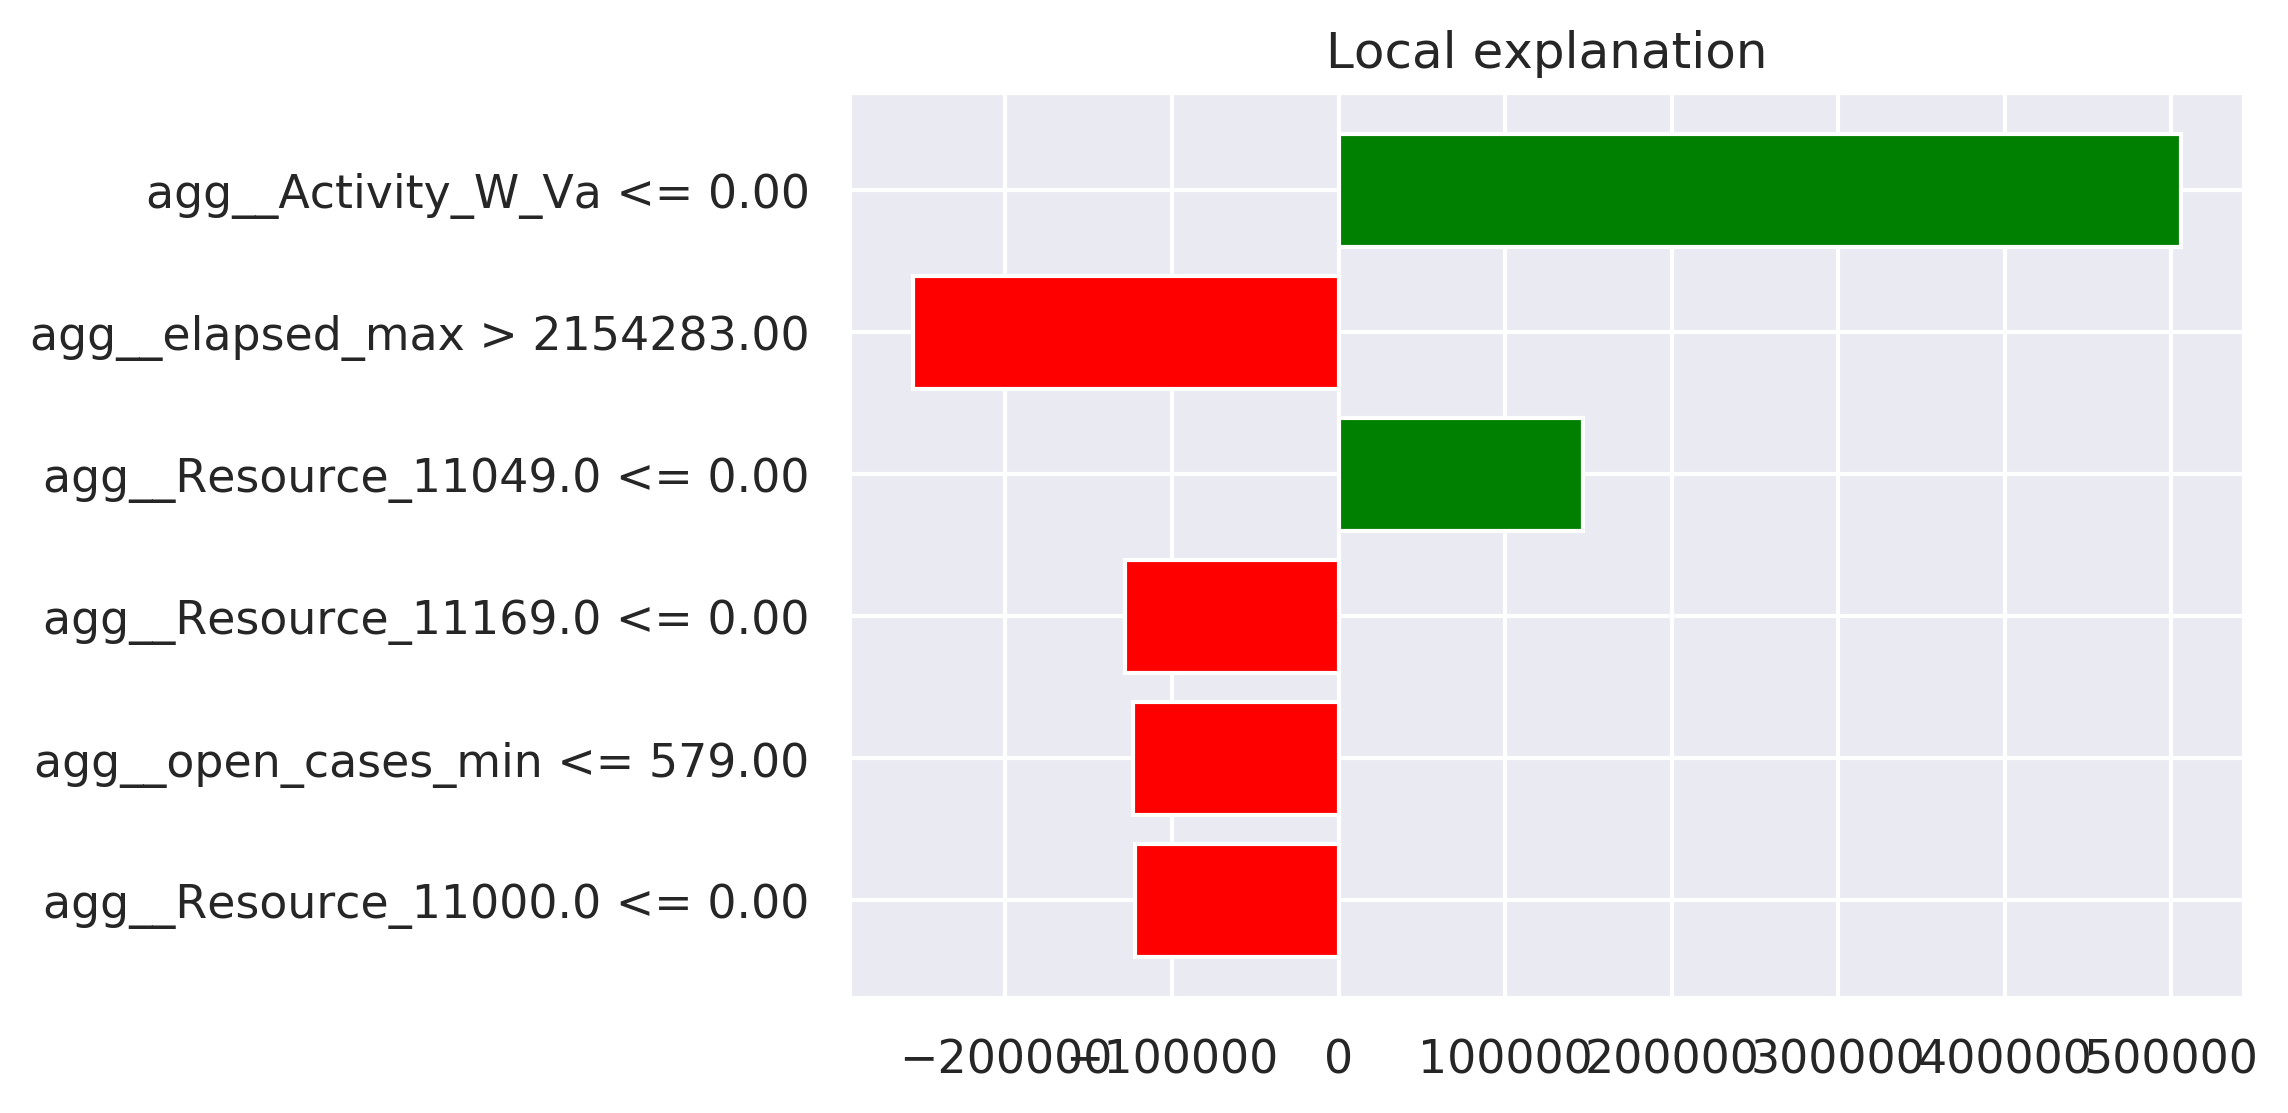 Local explanation
agg__Activity_W_Va <= 0.00
agg__elapsed_max > 2154283.00
agg__Resource_11049.0 <= 0.00
agg__Resource_11169.0 <= 0.00
agg__open_cases_min <= 579.00
agg__Resource_11000.0 <= 0.00
−200000 −100000 0 100000 200000 300000 400000 500000